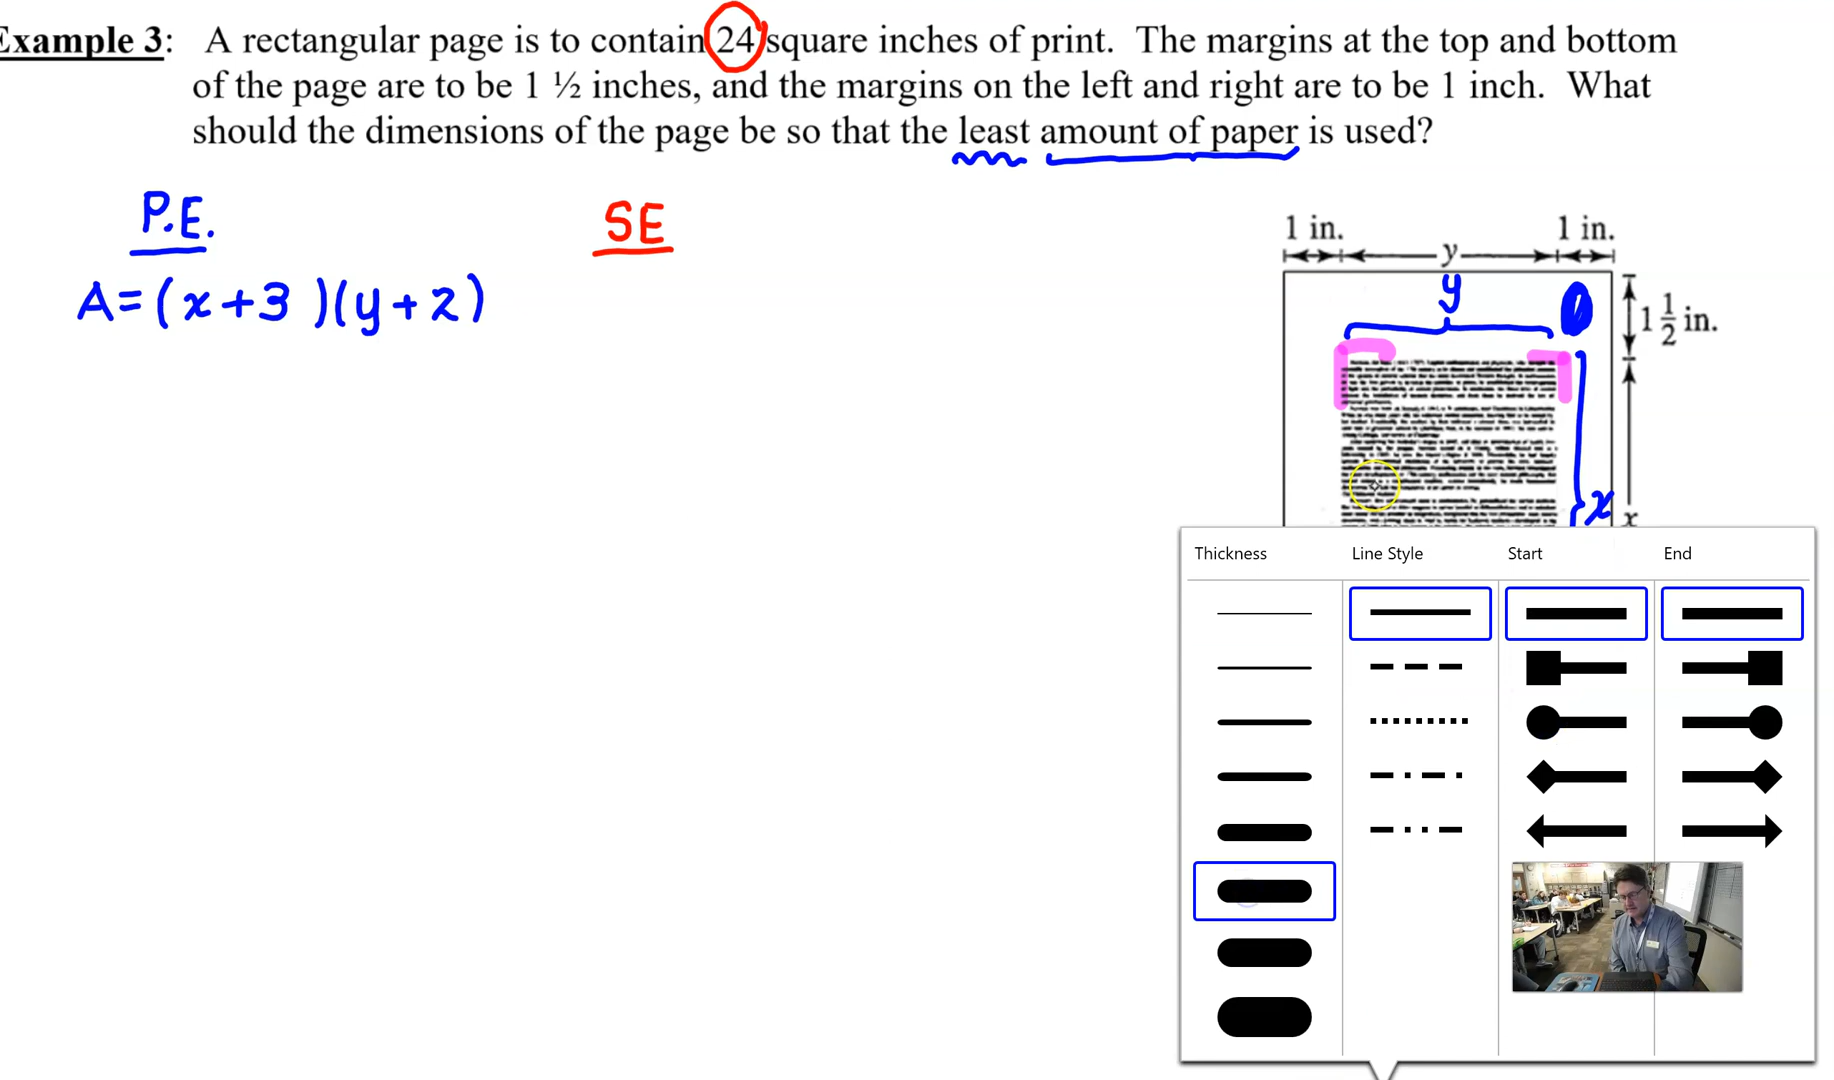 Example 3: A rectangular page is to contain 24 square inches of print. The margins at the top and bottom
of the page are to be 1 ½ inches, and the margins on the left and right are to be 1 inch. What
should the dimensions of the page be so that the least amount of paper is used?
P.E.
SE
A=(x+3)(y+2)
1 in.
y
1 in.
y
1 1/2 in.
x
x
Thickness
Line Style
Start
End